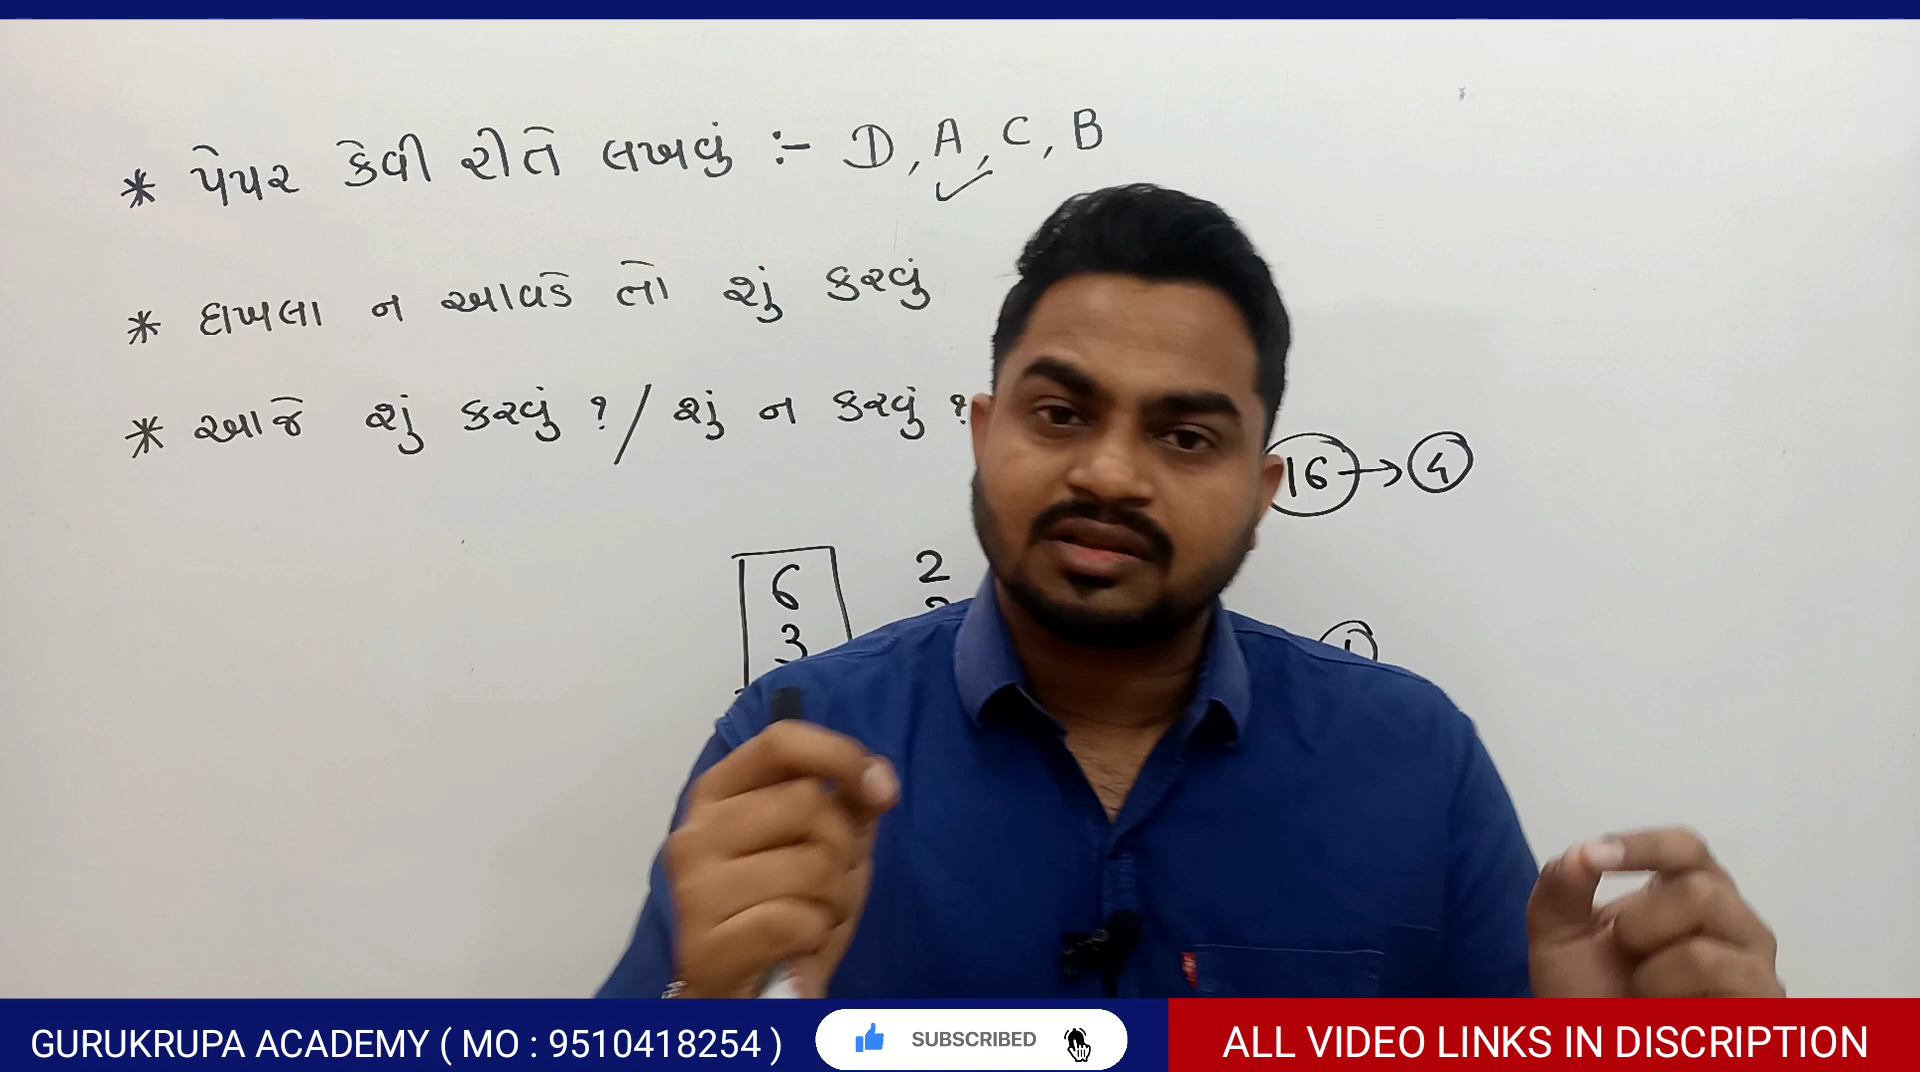 * પેપર કેવી રીતે લખવું :- D, A, C, B
* દાખલા ન આવડે તો શું કરવું
* આજે શું કરવું ? / શું ન કરવું ?
16 → 4
6 2
3
1
GURUKRUPA ACADEMY ( MO : 9510418254 )
SUBSCRIBED
ALL VIDEO LINKS IN DISCRIPTION